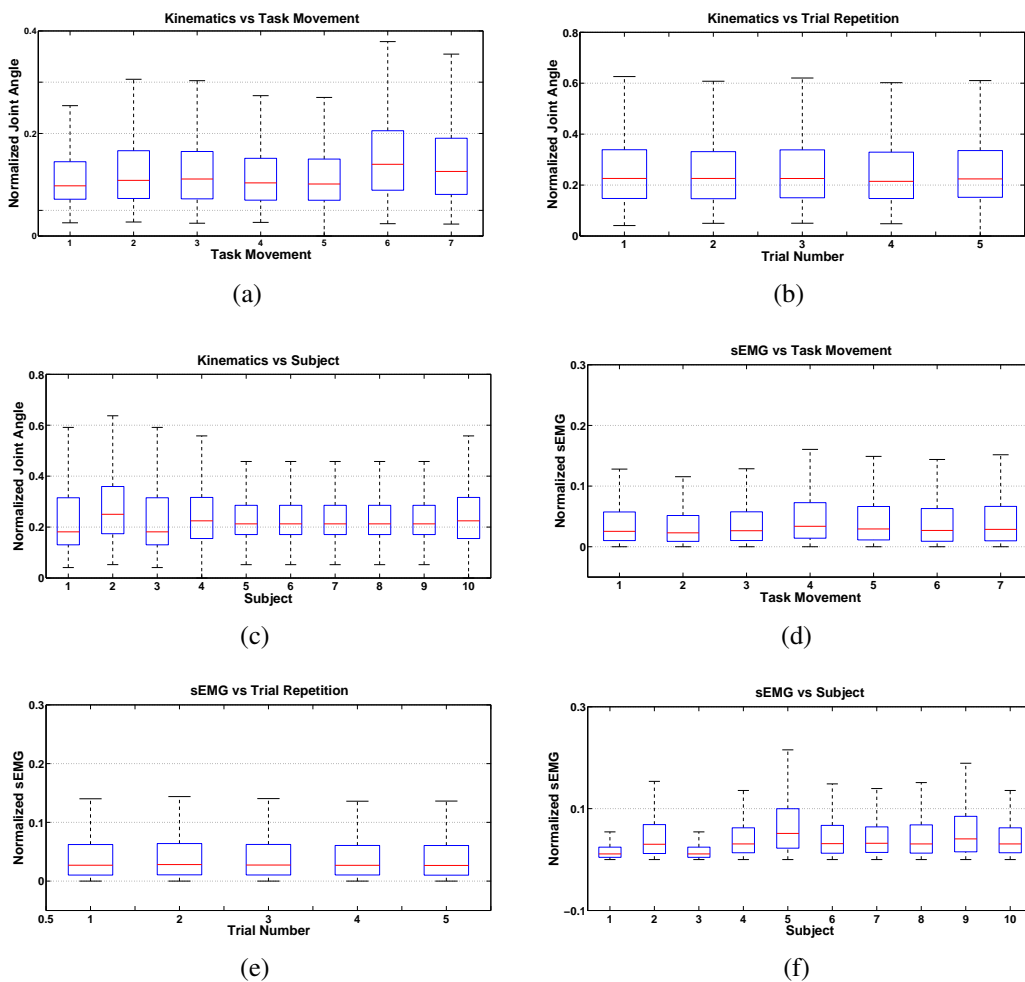 Kinematics vs Task Movement
0.4
0.2
0
Normalized Joint Angle
1 2 3 4 5 6 7
Task Movement
(a)
Kinematics vs Trial Repetition
0.8
0.6
0.4
0.2
0
Normalized Joint Angle
1 2 3 4 5
Trial Number
(b)
Kinematics vs Subject
0.8
0.6
0.4
0.2
0
Normalized Joint Angle
1 2 3 4 5 6 7 8 9 10
Subject
(c)
sEMG vs Task Movement
0.3
0.2
0.1
0
Normalized sEMG
1 2 3 4 5 6 7
Task Movement
(d)
sEMG vs Trial Repetition
0.3
0.2
0.1
0
Normalized sEMG
0.5 1 2 3 4 5
Trial Number
(e)
sEMG vs Subject
0.3
0.1
−0.1
Normalized sEMG
1 2 3 4 5 6 7 8 9 10
Subject
(f)